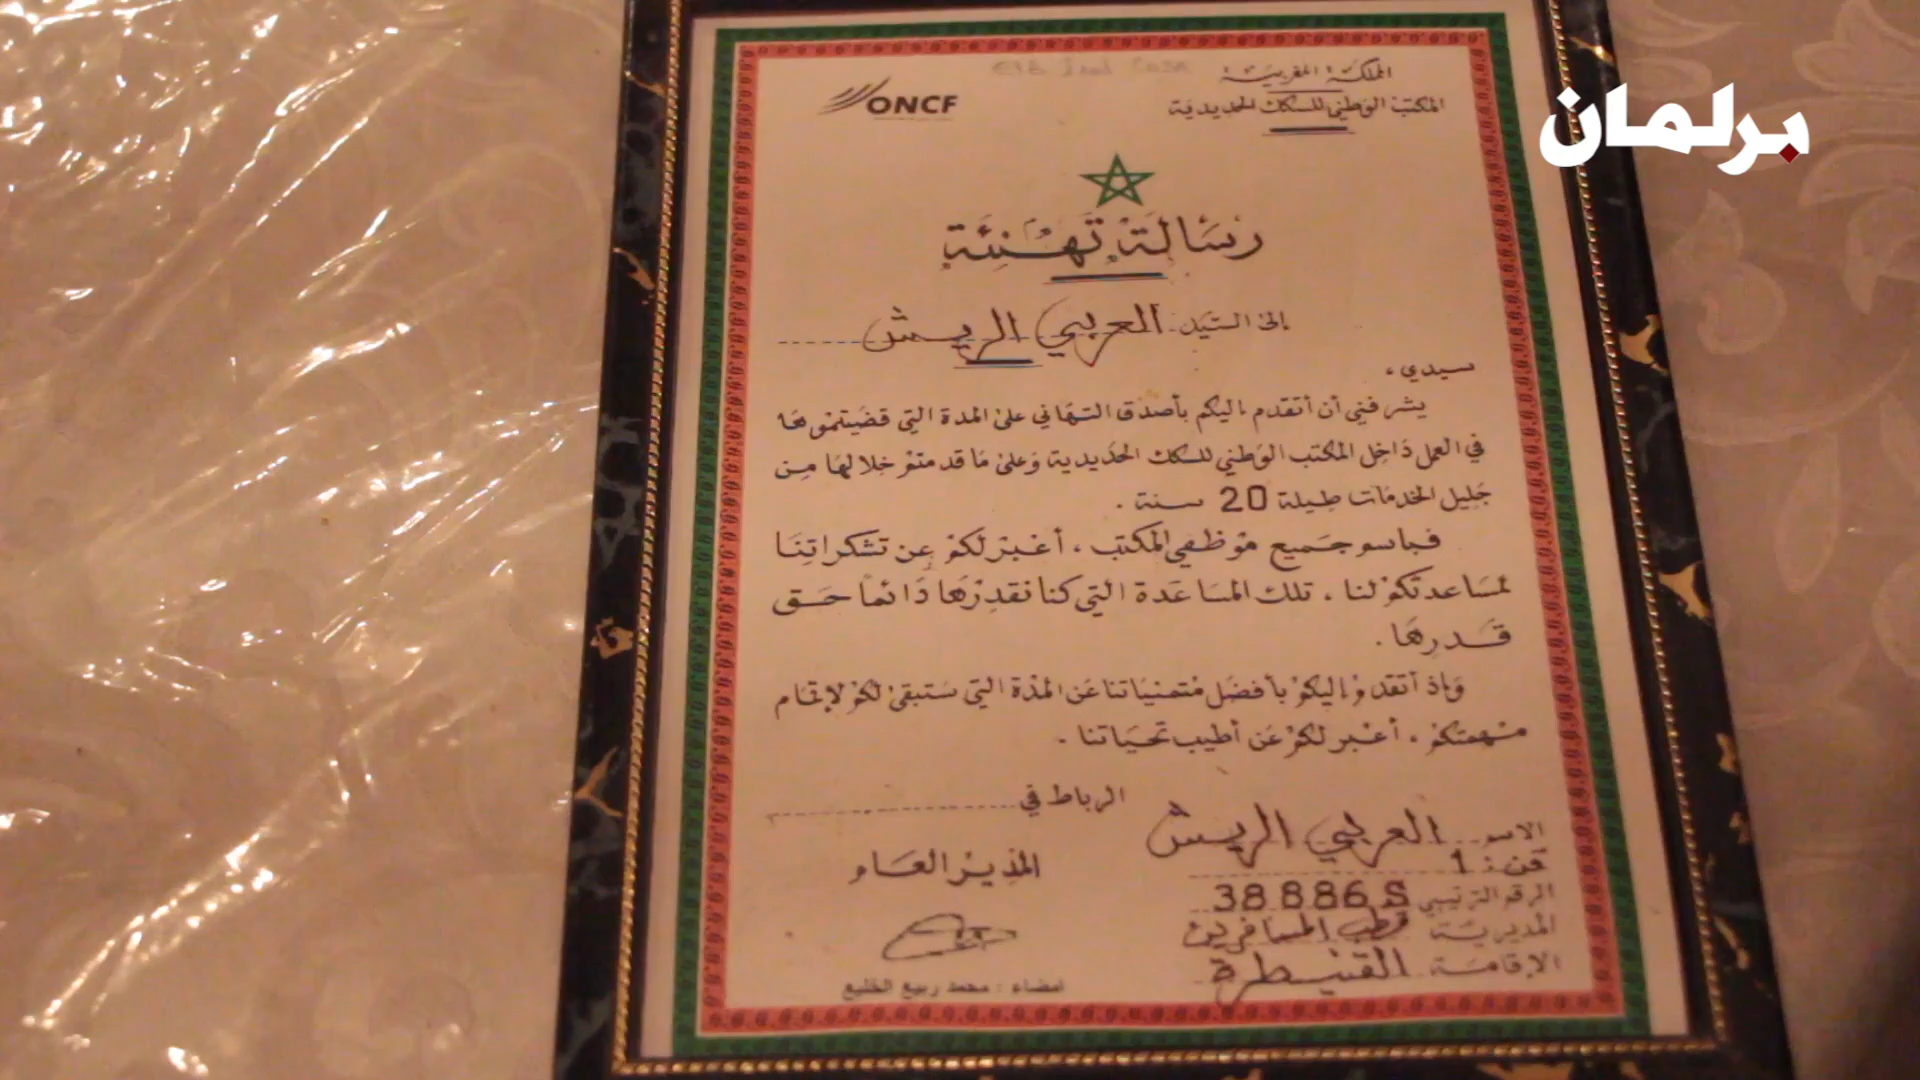 المملكة المغربية
المكتب الوطني للسكك الحديدية
ONCF
برلمان
رسالة تهنئة
إلى السيد العربي الريش
سيدي،
يشرفني أن أتقدم إليكم بأصدق التهاني على المدة التي قضيتموها
في العمل داخل المكتب الوطني للسكك الحديدية وعلى ما قدمتم خلالها من
جليل الخدمات طيلة 20 سنة.
فباسم جميع موظفي المكتب، أعبر لكم عن تشكراتنا
لمساعدتكم لنا، تلك المساعدة التي كنا نقدرها دائما حق
قدرها.
وإذ أتقدم إليكم بأفضل متمنياتنا عن المدة التي ستبقى لكم لإتمام
مهمتكم، أعبر لكم عن أطيب تحياتنا.
الرباط في
الاسم العربي الريش
المدير العام
الرقم الترتيبي 38886S
المديرية قطب المسافرين
الإقامة القنيطرة
امضاء : محمد ربيع الخليع